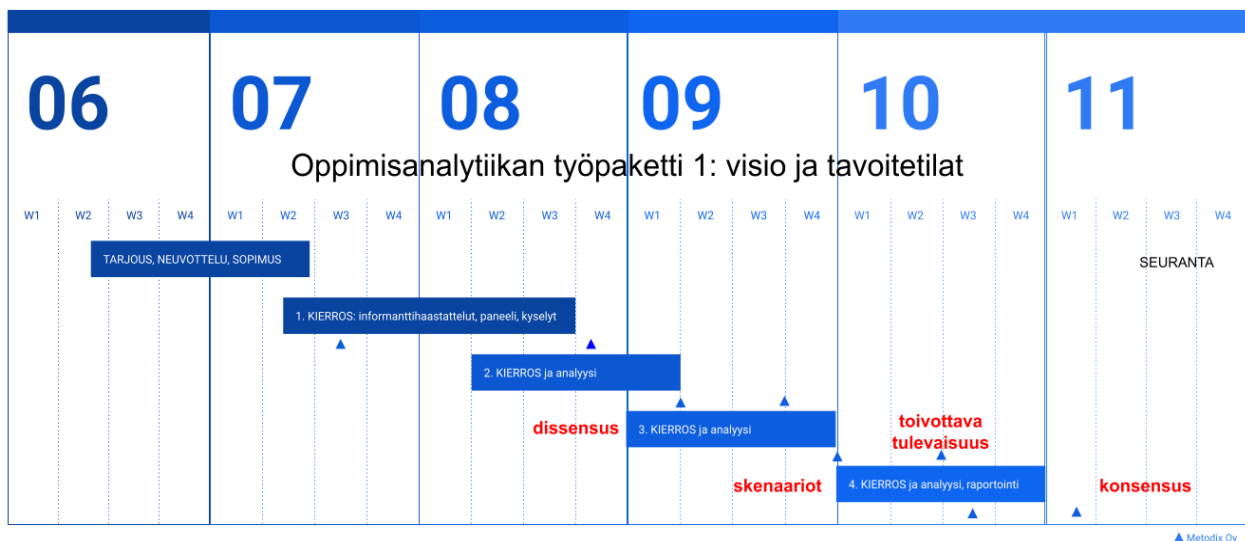 06 07 08 09 10 11
Oppimisanalytiikan työpaketti 1: visio ja tavoitetilat
W1 W2 W3 W4 W1 W2 W3 W4 W1 W2 W3 W4 W1 W2 W3 W4 W1 W2 W3 W4 W1 W2 W3 W4
TARJOUS, NEUVOTTELU, SOPIMUS
SEURANTA
1. KIERROS: informanttihaastattelut, paneeli, kyselyt
2. KIERROS ja analyysi
dissensus
3. KIERROS ja analyysi
toivottava
tulevaisuus
skenaariot
4. KIERROS ja analyysi, raportointi
konsensus
Metodix Oy